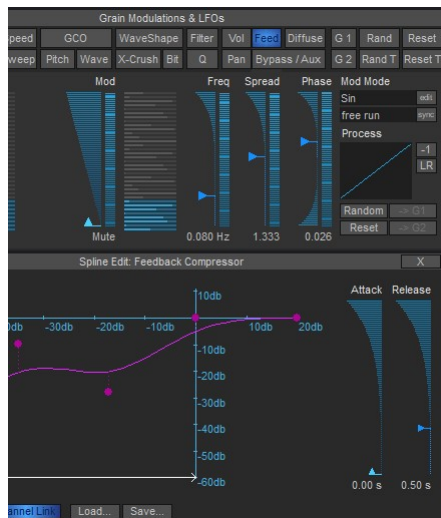 Grain Modulations & LFOs
peed GCO WaveShape Filter Vol Feed Diffuse G 1 Rand Reset
weep Pitch Wave X-Crush Bit Q Pan Bypass / Aux G 2 Rand T Reset T
Mod Freq Spread Phase Mod Mode
Sin edit
free run sync
Process
-1
LR
Random -> G1
Reset -> G2
Mute 0.080 Hz 1.333 0.026
Spline Edit: Feedback Compressor X
10db Attack Release
0db -30db -20db -10db 10db 20db
-10db
-20db
-30db
-40db
-50db
-60db
0.00 s 0.50 s
annel Link Load... Save...